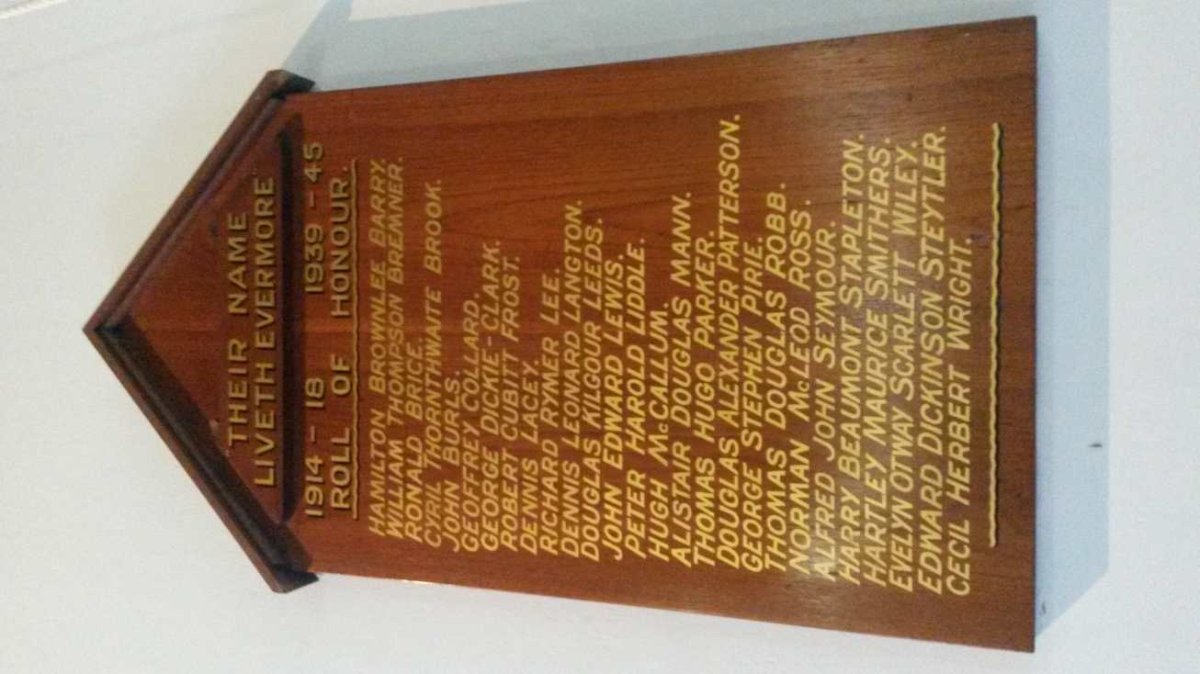 THEIR NAME
LIVETH EVERMORE
1914 - 18 1939 - 45
ROLL OF HONOUR.
HAMILTON BROWNLEE BARRY.
WILLIAM THOMPSON BREMNER.
RONALD BRICE.
CYRIL THORNTHWAITE BROOK.
JOHN BURLS.
GEOFFREY COLLARD.
GEORGE DICKIE-CLARK.
ROBERT CUBITT FROST.
DENNIS LACEY.
RICHARD RYMER LEE.
DENNIS LEONARD LANGTON.
DOUGLAS KILGOUR LEEDS.
JOHN EDWARD LEWIS.
PETER HAROLD LIDDLE.
HUGH McCALLUM.
ALISTAIR DOUGLAS MANN.
THOMAS HUGO PARKER.
DOUGLAS ALEXANDER PATTERSON.
GEORGE STEPHEN PIRIE.
THOMAS DOUGLAS ROBB.
NORMAN McLEOD ROSS.
ALFRED JOHN SEYMOUR.
HARRY BEAUMONT STAPLETON.
HARTLEY MAURICE SMITHERS.
EVELYN OTWAY SCARLETT WILEY.
EDWARD DICKINSON STEYTLER.
CECIL HERBERT WRIGHT.